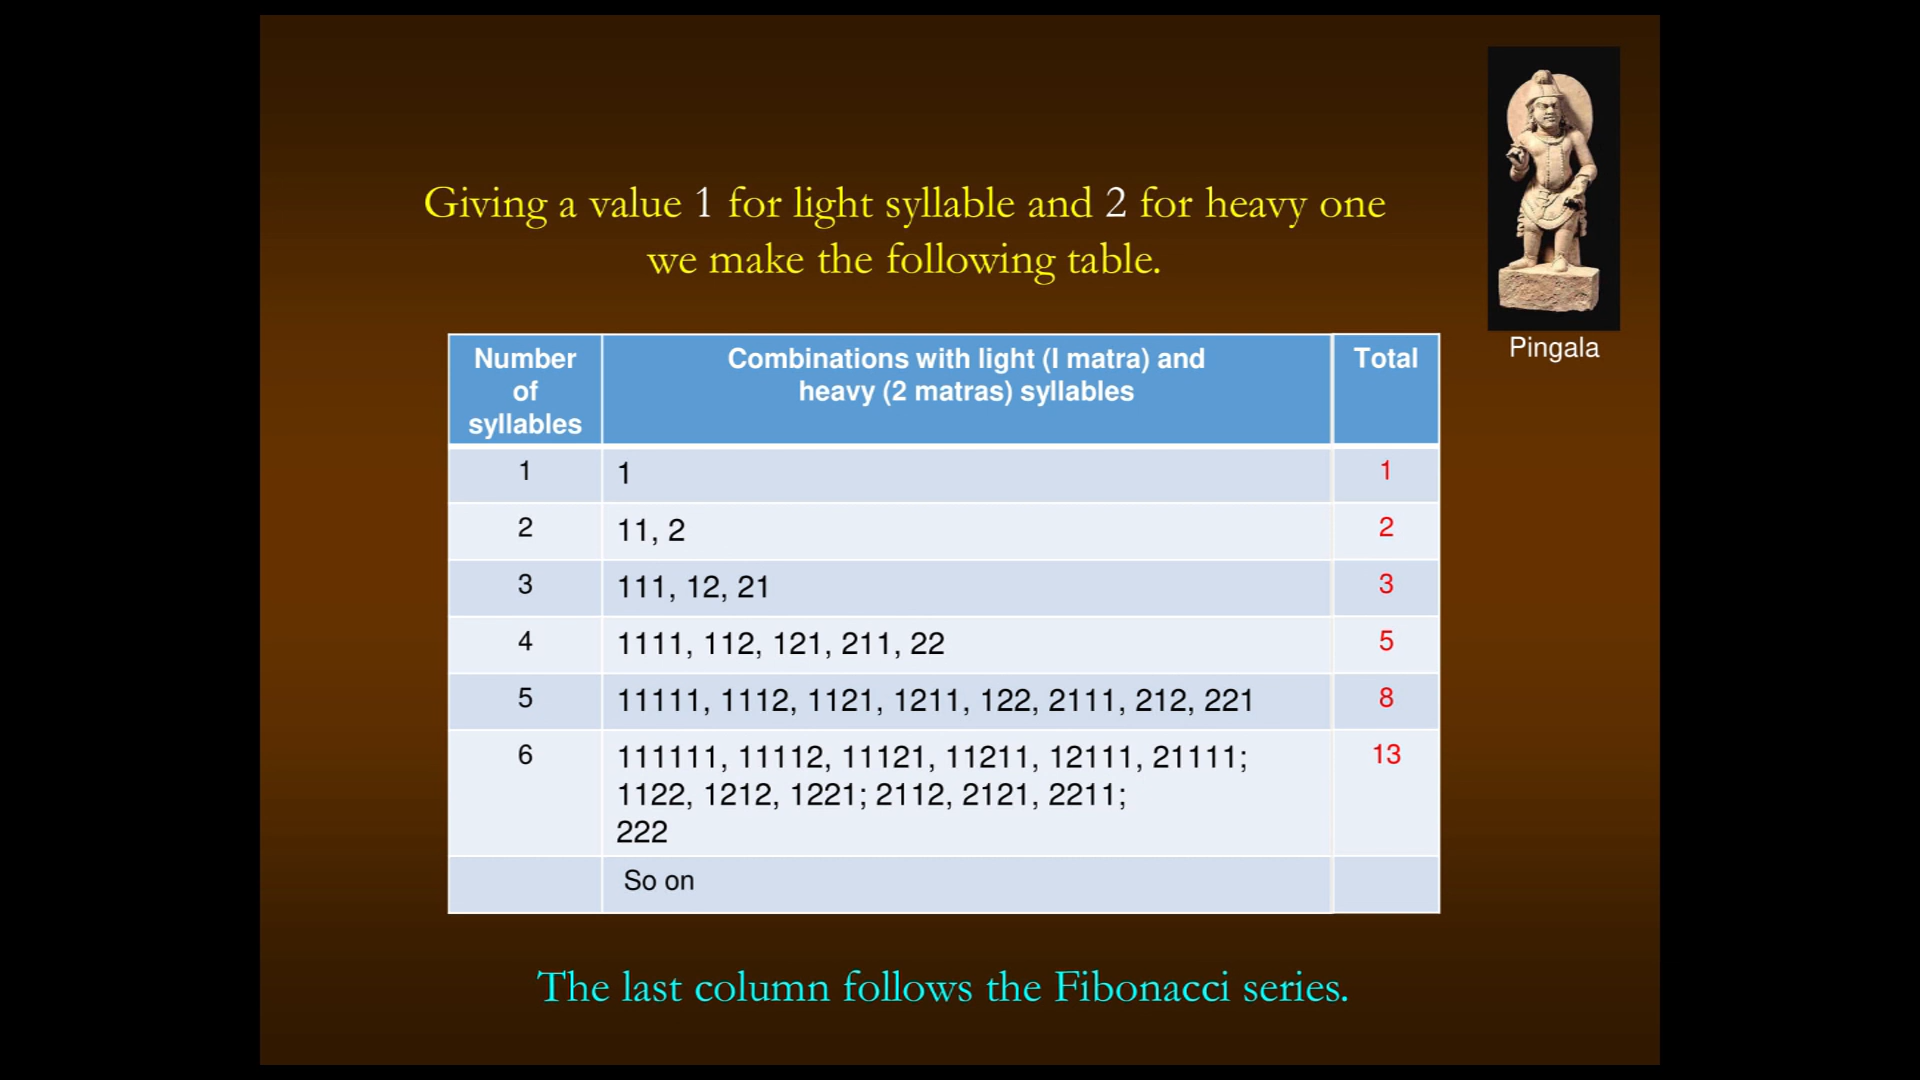 Giving a value 1 for light syllable and 2 for heavy one
we make the following table.
Pingala
Number of syllables
Combinations with light (I matra) and heavy (2 matras) syllables
Total
1
1
1
2
11, 2
2
3
111, 12, 21
3
4
1111, 112, 121, 211, 22
5
5
11111, 1112, 1121, 1211, 122, 2111, 212, 221
8
6
111111, 11112, 11121, 11211, 12111, 21111;
1122, 1212, 1221; 2112, 2121, 2211;
222
13
So on
The last column follows the Fibonacci series.